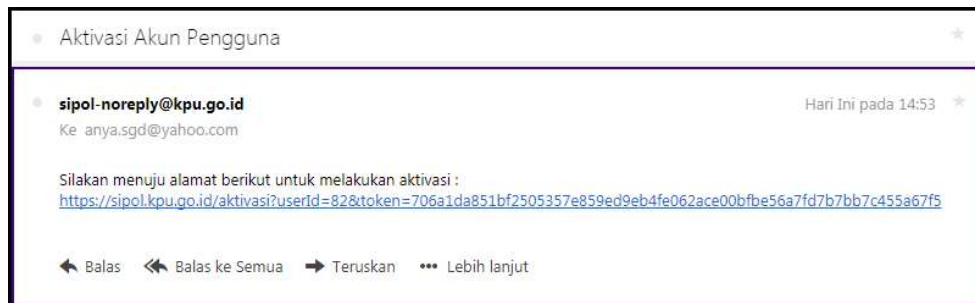 Aktivasi Akun Pengguna
sipol-noreply@kpu.go.id Hari Ini pada 14:53
Ke anya.sgd@yahoo.com
Silakan menuju alamat berikut untuk melakukan aktivasi :
https://sipol.kpu.go.id/aktivasi?userId=82&token=706a1da851bf2505357e859ed9eb4fe062ace00bfbe56a7fd7b7bb7c455a67f5
Balas Balas ke Semua Teruskan Lebih lanjut